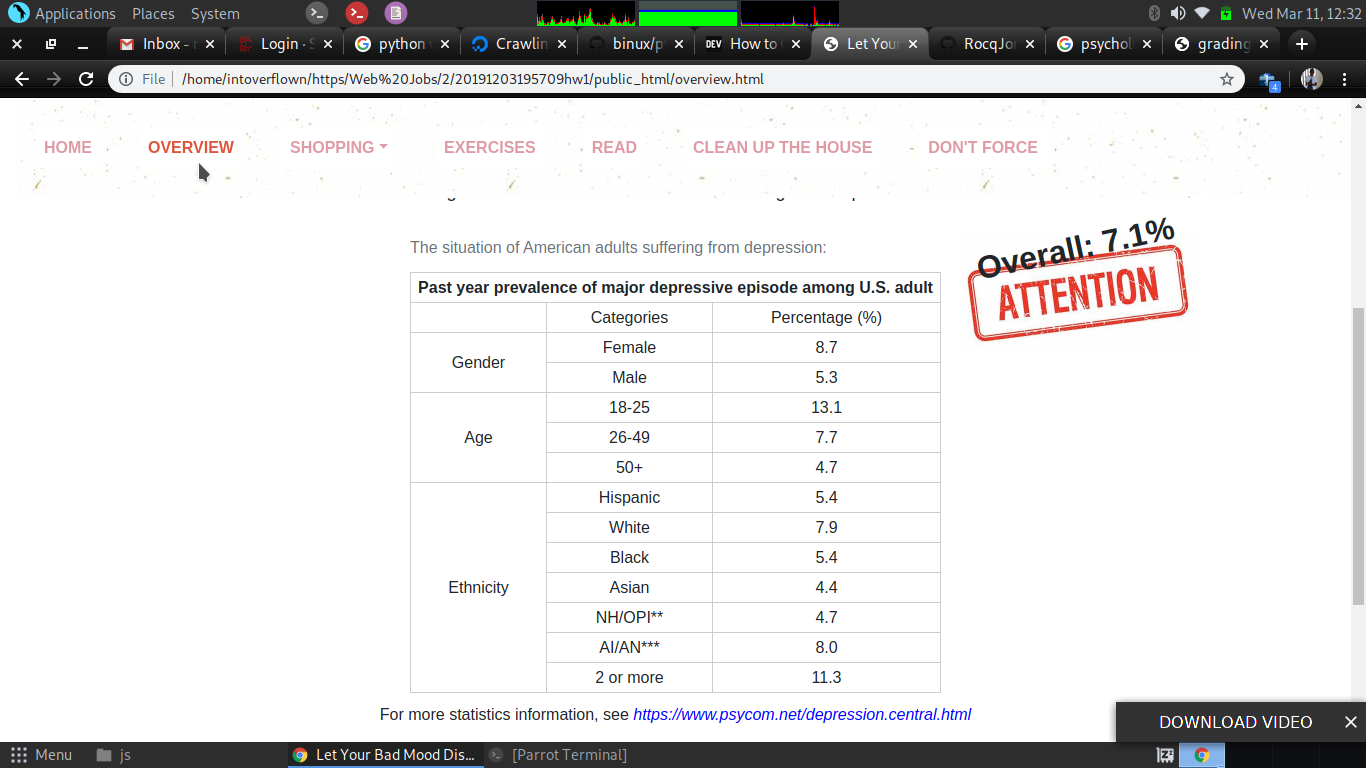 Applications Places System Wed Mar 11, 12:32
Inbox - Login · python Crawlin binux/p DEV How to Let Your RocqJor psychol grading
File /home/intoverflown/https/Web%20Jobs/2/20191203195709hw1/public_html/overview.html 4
HOME OVERVIEW SHOPPING EXERCISES READ CLEAN UP THE HOUSE DON'T FORCE
The situation of American adults suffering from depression:
Overall: 7.1%
ATTENTION
Past year prevalence of major depressive episode among U.S. adult
Categories Percentage (%)
Gender
Female 8.7
Male 5.3
Age
18-25 13.1
26-49 7.7
50+ 4.7
Ethnicity
Hispanic 5.4
White 7.9
Black 5.4
Asian 4.4
NH/OPI** 4.7
AI/AN*** 8.0
2 or more 11.3
For more statistics information, see https://www.psycom.net/depression.central.html
DOWNLOAD VIDEO
Menu js Let Your Bad Mood Dis... [Parrot Terminal]